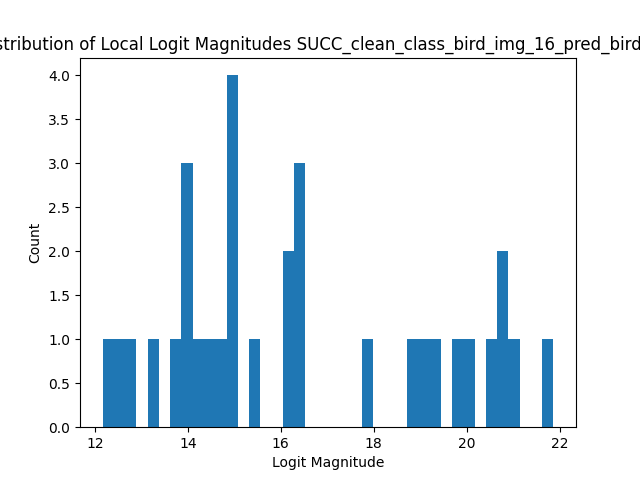 stribution of Local Logit Magnitudes SUCC_clean_class_bird_img_16_pred_bird
4.0
3.5
3.0
2.5
2.0
1.5
1.0
0.5
0.0
Count
12 14 16 18 20 22
Logit Magnitude